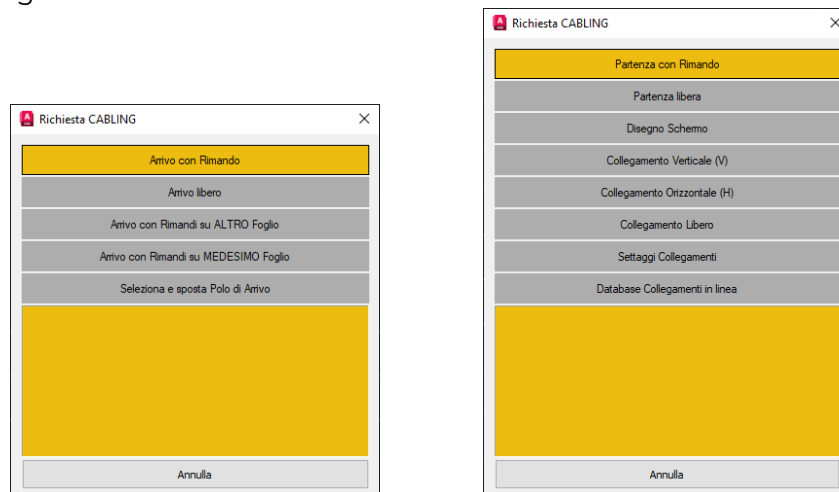 Richiesta CABLING
Arrivo con Rimando
Arrivo libero
Arrivo con Rimandi su ALTRO Foglio
Arrivo con Rimandi su MEDESIMO Foglio
Seleziona e sposta Polo di Arrivo
Annulla
Richiesta CABLING
Partenza con Rimando
Partenza libera
Disegno Schermo
Collegamento Verticale (V)
Collegamento Orizzontale (H)
Collegamento Libero
Settaggi Collegamenti
Database Collegamenti in linea
Annulla